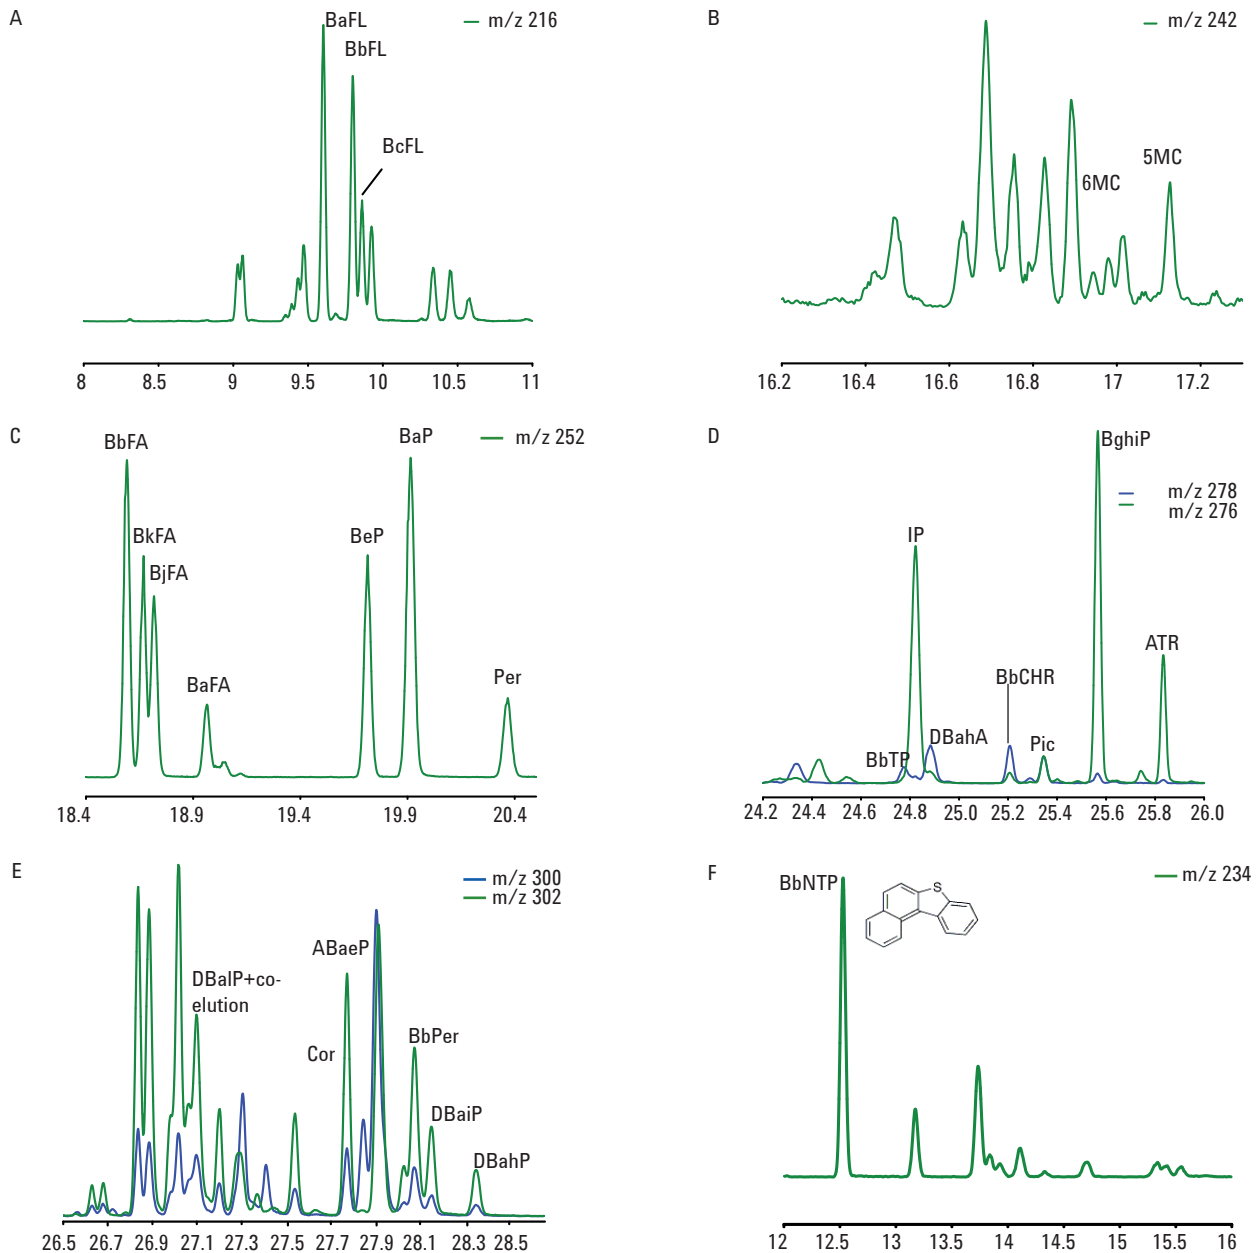 A
BaFL
m/z 216
BbFL
BcFL
8 8.5 9 9.5 10 10.5 11
B
m/z 242
6MC
5MC
16.2 16.4 16.6 16.8 17 17.2
C
BbFA
BaP
m/z 252
BkFA
BjFA
BeP
BaFA
Per
18.4 18.9 19.4 19.9 20.4
D
BghiP
m/z 278
m/z 276
IP
ATR
BbCHR
DBahA
Pic
BbTP
24.2 24.4 24.6 24.8 25.0 25.2 25.4 25.6 25.8 26.0
E
m/z 300
m/z 302
ABaeP
DBalP+co-
elution
Cor
BbPer
DBaiP
DBahP
26.5 26.7 26.9 27.1 27.3 27.5 27.7 27.9 28.1 28.3 28.5
F
BbNTP
m/z 234
S
12 12.5 13 13.5 14 14.5 15 15.5 16